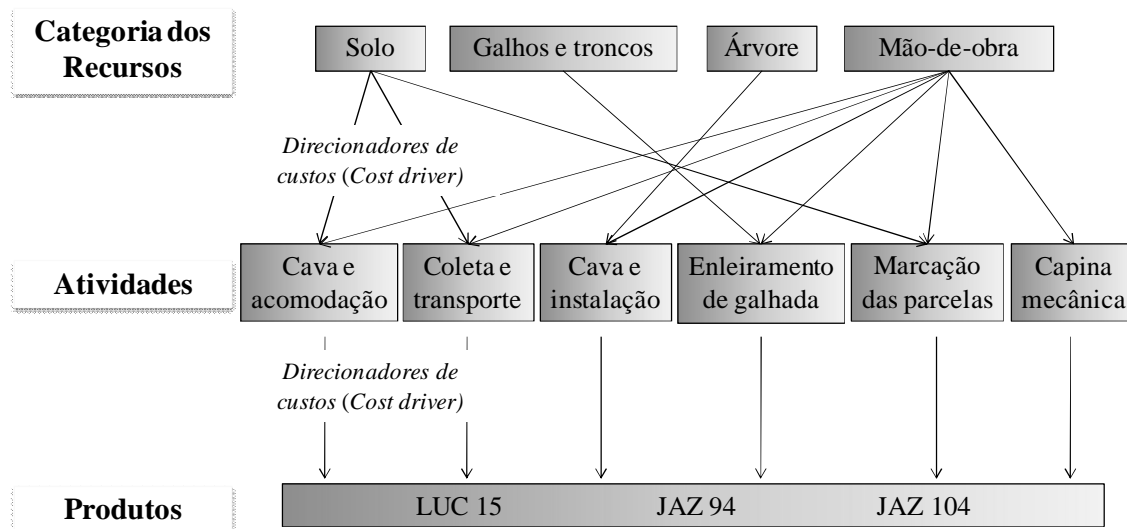 Categoria dos
Recursos
Solo
Galhos e troncos
Árvore
Mão-de-obra
Direcionadores de
custos (Cost driver)
Atividades
Cava e
acomodação
Coleta e
transporte
Cava e
instalação
Enleiramento
de galhada
Marcação
das parcelas
Capina
mecânica
Direcionadores de
custos (Cost driver)
Produtos
LUC 15
JAZ 94
JAZ 104